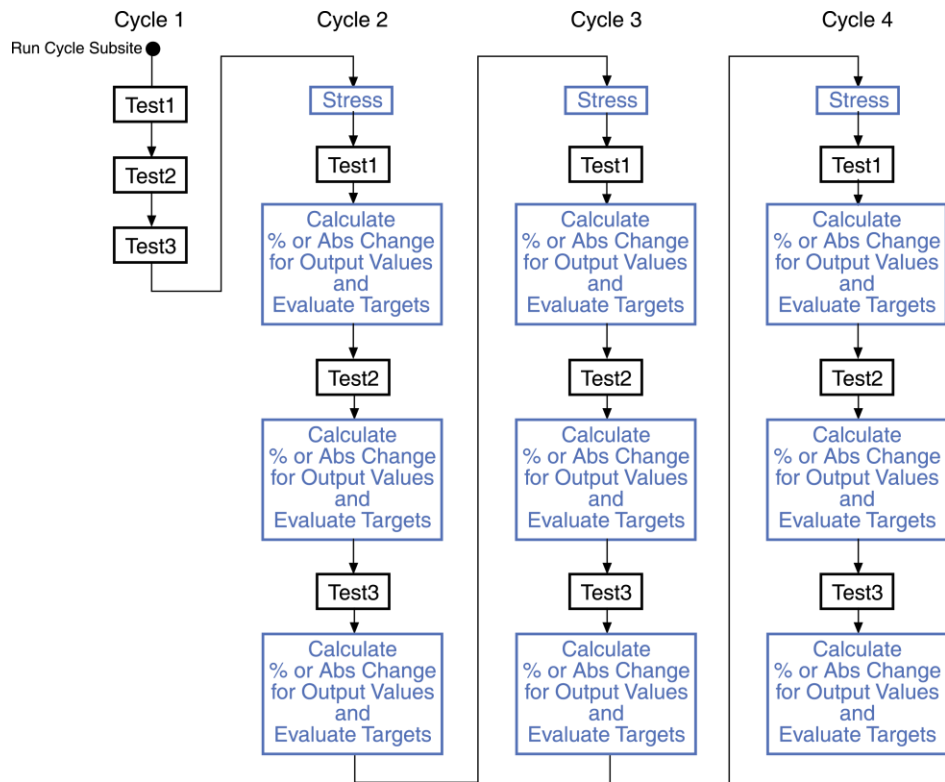 Cycle 1
Run Cycle Subsite
Test1
Test2
Test3
Cycle 2
Stress
Test1
Calculate
% or Abs Change
for Output Values
and
Evaluate Targets
Test2
Calculate
% or Abs Change
for Output Values
and
Evaluate Targets
Test3
Calculate
% or Abs Change
for Output Values
and
Evaluate Targets
Cycle 3
Stress
Test1
Calculate
% or Abs Change
for Output Values
and
Evaluate Targets
Test2
Calculate
% or Abs Change
for Output Values
and
Evaluate Targets
Test3
Calculate
% or Abs Change
for Output Values
and
Evaluate Targets
Cycle 4
Stress
Test1
Calculate
% or Abs Change
for Output Values
and
Evaluate Targets
Test2
Calculate
% or Abs Change
for Output Values
and
Evaluate Targets
Test3
Calculate
% or Abs Change
for Output Values
and
Evaluate Targets